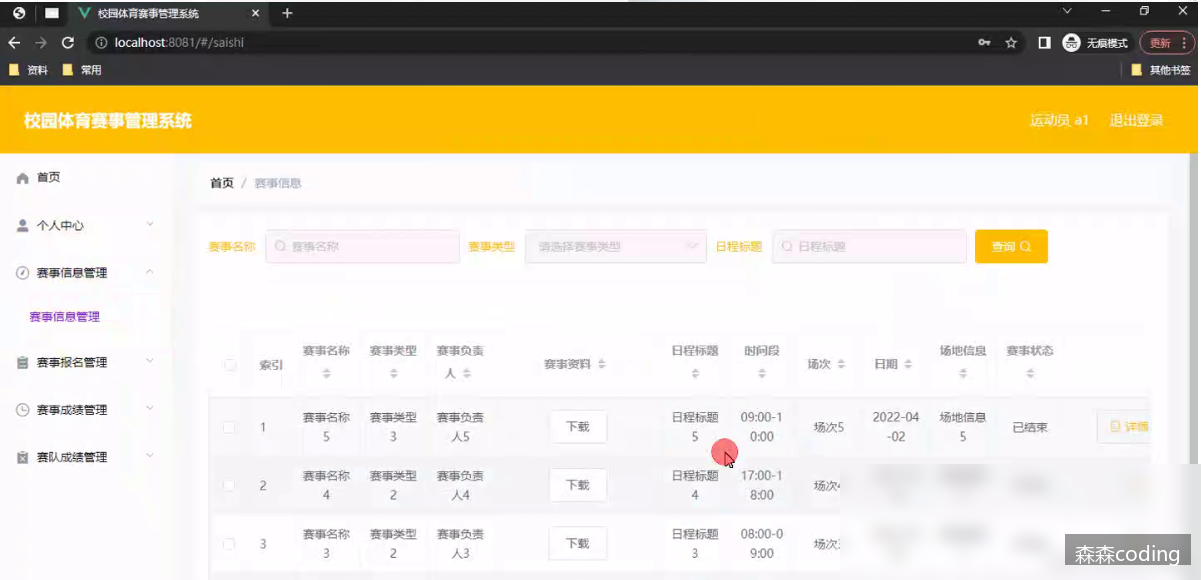 校园体育赛事管理系统
localhost:8081/#/saishi
无痕模式
更新
资料 常用
其他书签
校园体育赛事管理系统
运动员 a1 退出登录
首页
个人中心
赛事信息管理
赛事信息管理
赛事报名管理
赛事成绩管理
赛队成绩管理
首页 / 赛事信息
赛事名称 赛事名称 赛事类型 请选择赛事类型 日程标题 日程标题 查询
索引 赛事名称 赛事类型 赛事负责人 赛事资料 日程标题 时间段 场次 日期 场地信息 赛事状态
1 赛事名称5 赛事类型3 赛事负责人5 下载 日程标题5 09:00-10:00 场次5 2022-04-02 场地信息5 已结束 详情
2 赛事名称4 赛事类型2 赛事负责人4 下载 日程标题4 17:00-18:00 场次
3 赛事名称3 赛事类型2 赛事负责人3 下载 日程标题3 08:00-09:00 场次
森森coding